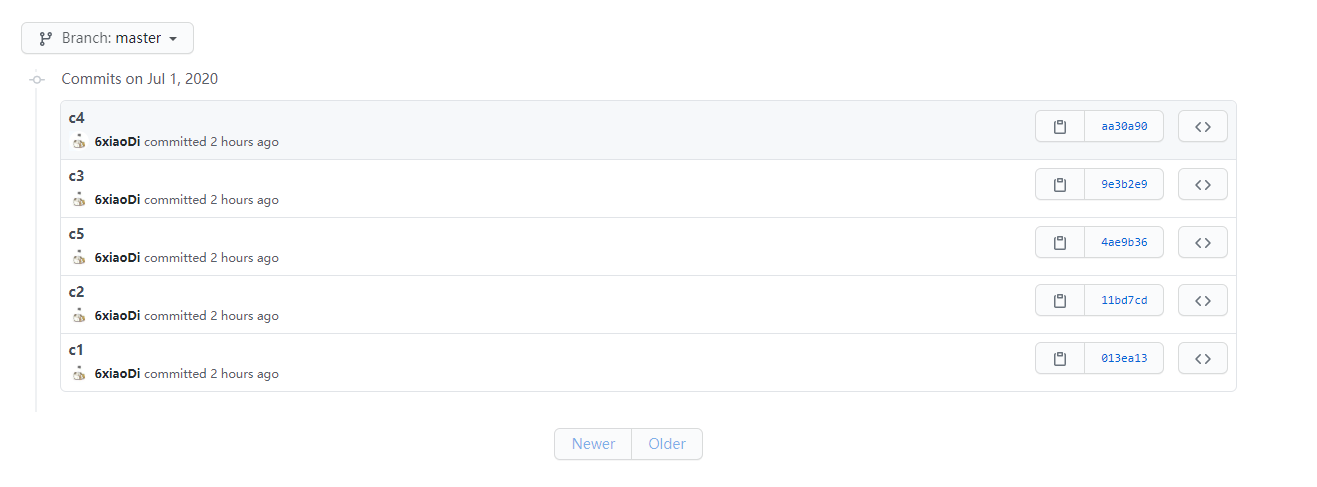 Branch: master
Commits on Jul 1, 2020
c4
6xiaoDi committed 2 hours ago
aa30a90
c3
6xiaoDi committed 2 hours ago
9e3b2e9
c5
6xiaoDi committed 2 hours ago
4ae9b36
c2
6xiaoDi committed 2 hours ago
11bd7cd
c1
6xiaoDi committed 2 hours ago
013ea13
Newer Older